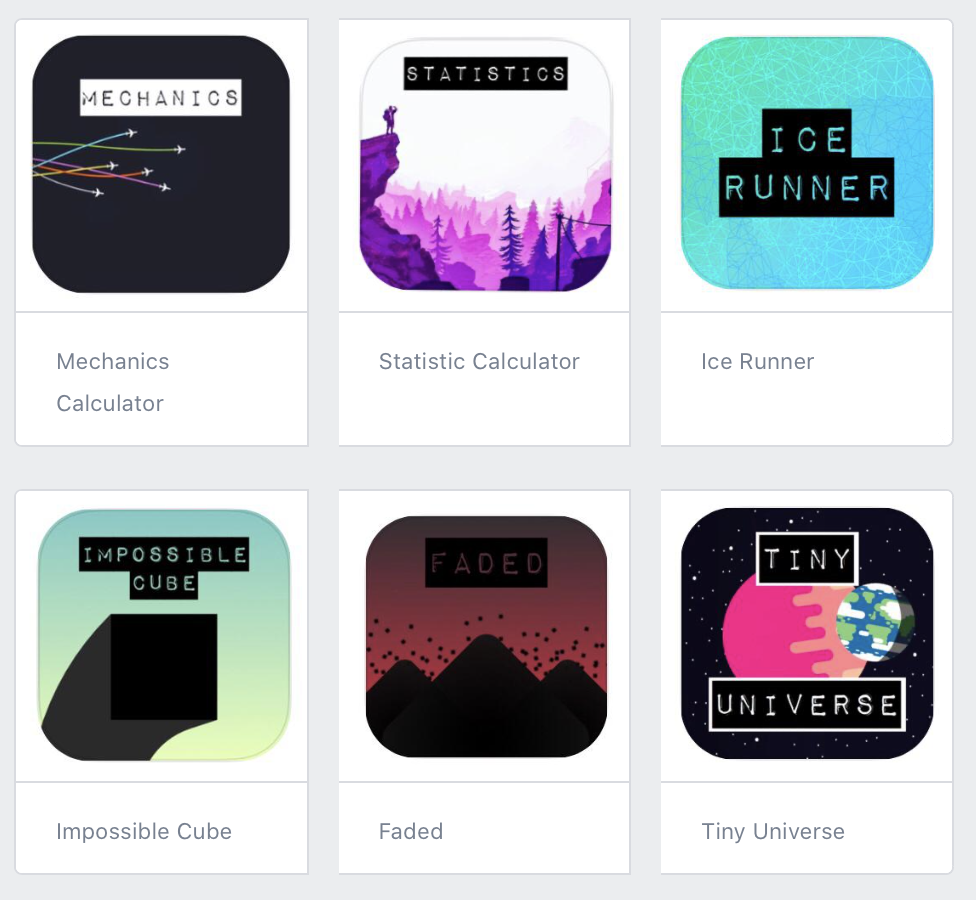 MECHANICS
STATISTICS
ICE
RUNNER
Mechanics
Calculator
Statistic Calculator
Ice Runner
IMPOSSIBLE
CUBE
FADED
TINY
UNIVERSE
Impossible Cube
Faded
Tiny Universe